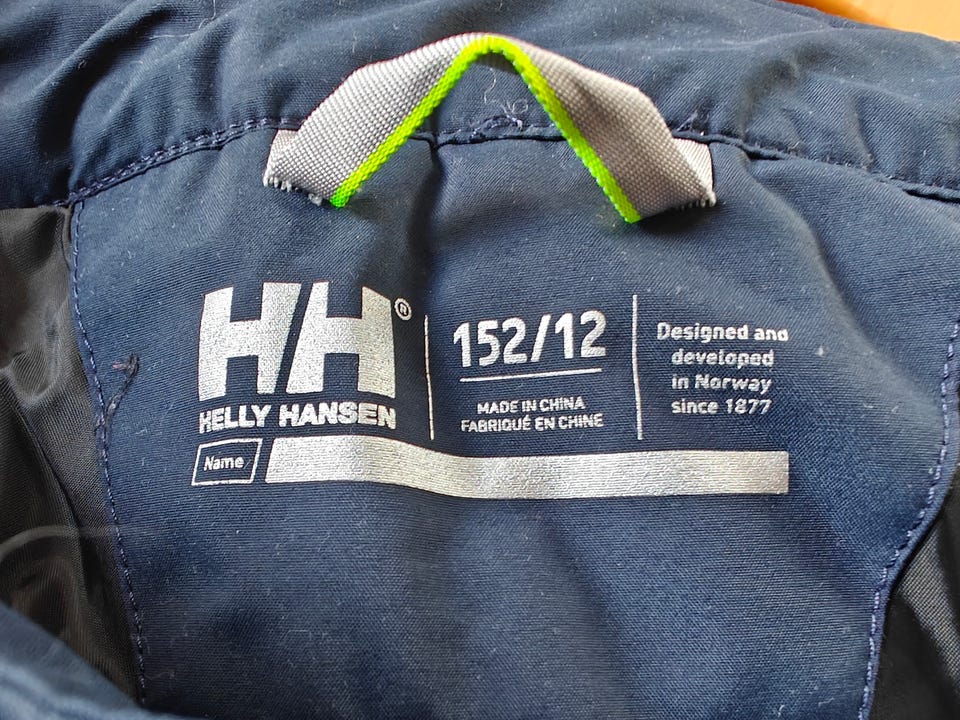 HH®
HELLY HANSEN
Name
152/12
MADE IN CHINA
FABRIQUÉ EN CHINE
Designed and
developed
in Norway
since 1877